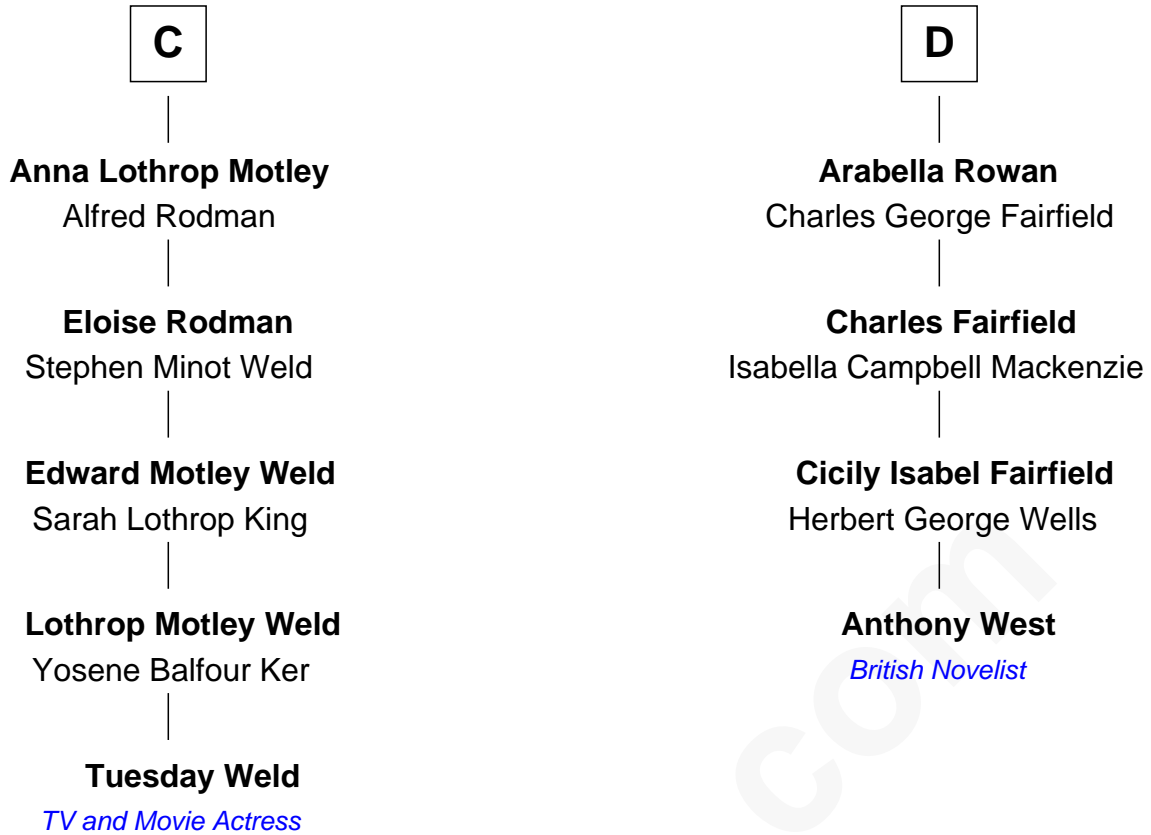 C
Anna Lothrop Motley
Alfred Rodman
Eloise Rodman
Stephen Minot Weld
Edward Motley Weld
Sarah Lothrop King
Lothrop Motley Weld
Yosene Balfour Ker
Tuesday Weld
TV and Movie Actress
D
Arabella Rowan
Charles George Fairfield
Charles Fairfield
Isabella Campbell Mackenzie
Cicily Isabel Fairfield
Herbert George Wells
Anthony West
British Novelist
com